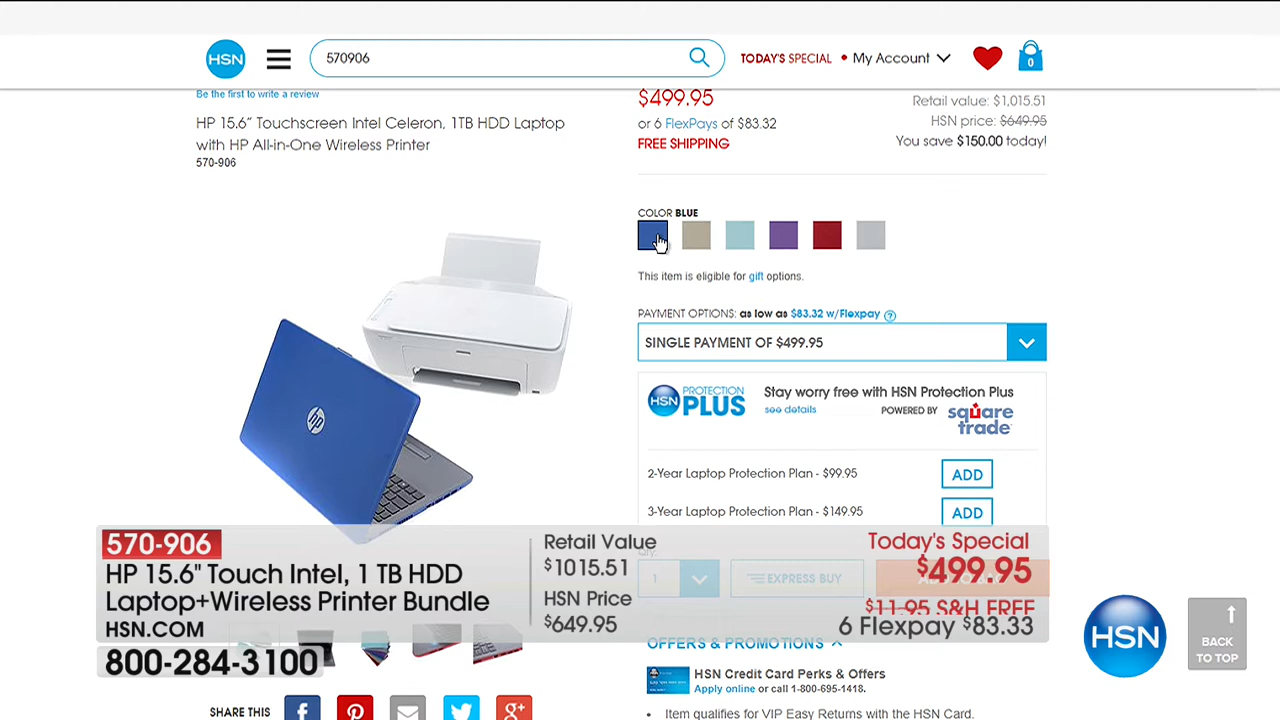 HSN
570906
TODAY'S SPECIAL
My Account
0
Be the first to write a review
HP 15.6" Touchscreen Intel Celeron, 1TB HDD Laptop
with HP All-in-One Wireless Printer
570-906
$499.95
or 6 FlexPays of $83.32
FREE SHIPPING
Retail value: $1,015.51
HSN price: $649.95
You save $150.00 today!
COLOR BLUE
This item is eligible for gift options.
PAYMENT OPTIONS: as low as $83.32 w/Flexpay ?
SINGLE PAYMENT OF $499.95
HSN PROTECTION PLUS
Stay worry free with HSN Protection Plus
see details
POWERED BY square trade
2-Year Laptop Protection Plan - $99.95
ADD
3-Year Laptop Protection Plan - $149.95
ADD
hp
1
EXPRESS BUY
570-906
HP 15.6" Touch Intel, 1 TB HDD
Laptop+Wireless Printer Bundle
HSN.COM
800-284-3100
Retail Value
$1015.51
HSN Price
$649.95
Today's Special
$499.95
$11.95 S&H FREE
6 Flexpay $83.33
OFFERS & PROMOTIONS
HSN Credit Card Perks & Offers
Apply online or call 1-800-695-1418.
Item qualifies for VIP Easy Returns with the HSN Card.
SHARE THIS
HSN
BACK
TO TOP